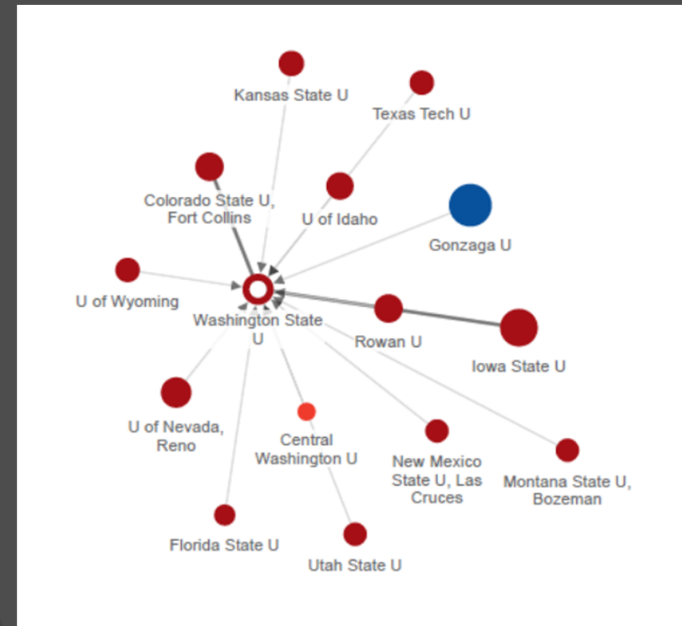 Kansas State U
Texas Tech U
Colorado State U,
Fort Collins
U of Idaho
Gonzaga U
U of Wyoming
Washington State
U
Rowan U
Iowa State U
U of Nevada,
Reno
Central
Washington U
New Mexico
State U, Las
Cruces
Montana State U,
Bozeman
Florida State U
Utah State U